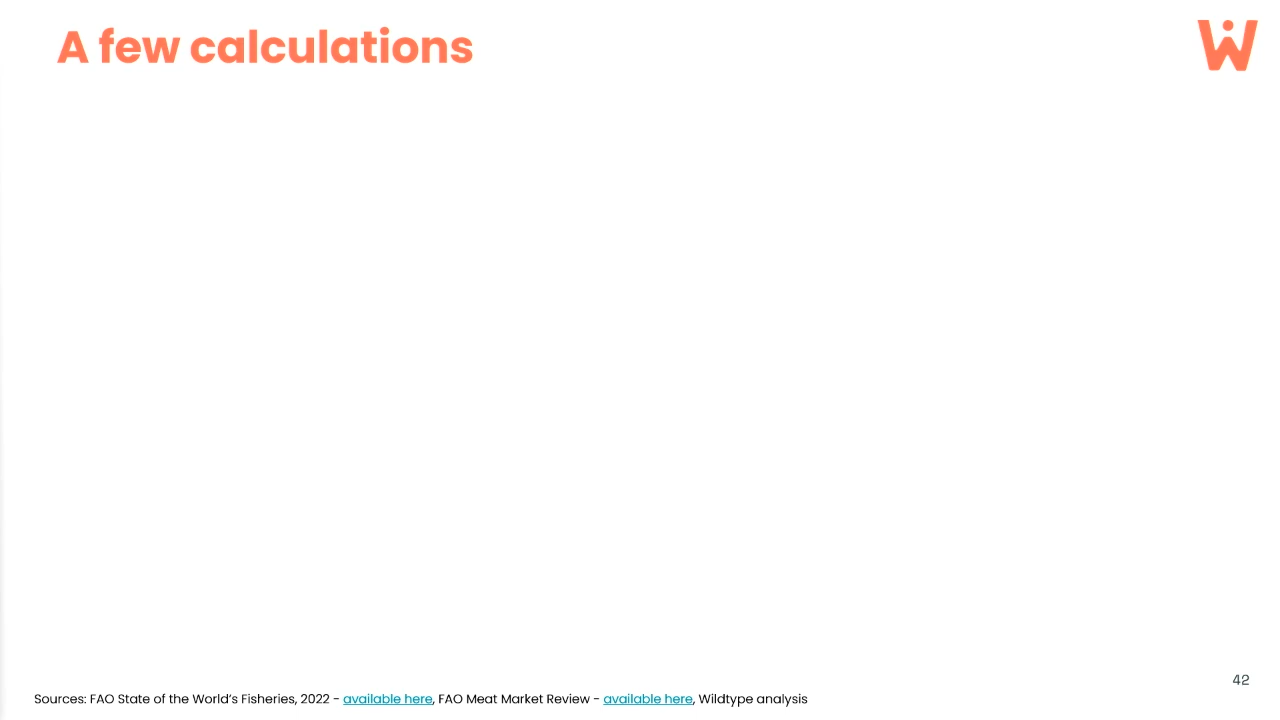 A few calculations
42
Sources: FAO State of the World's Fisheries, 2022 - available here, FAO Meat Market Review - available here, Wildtype analysis